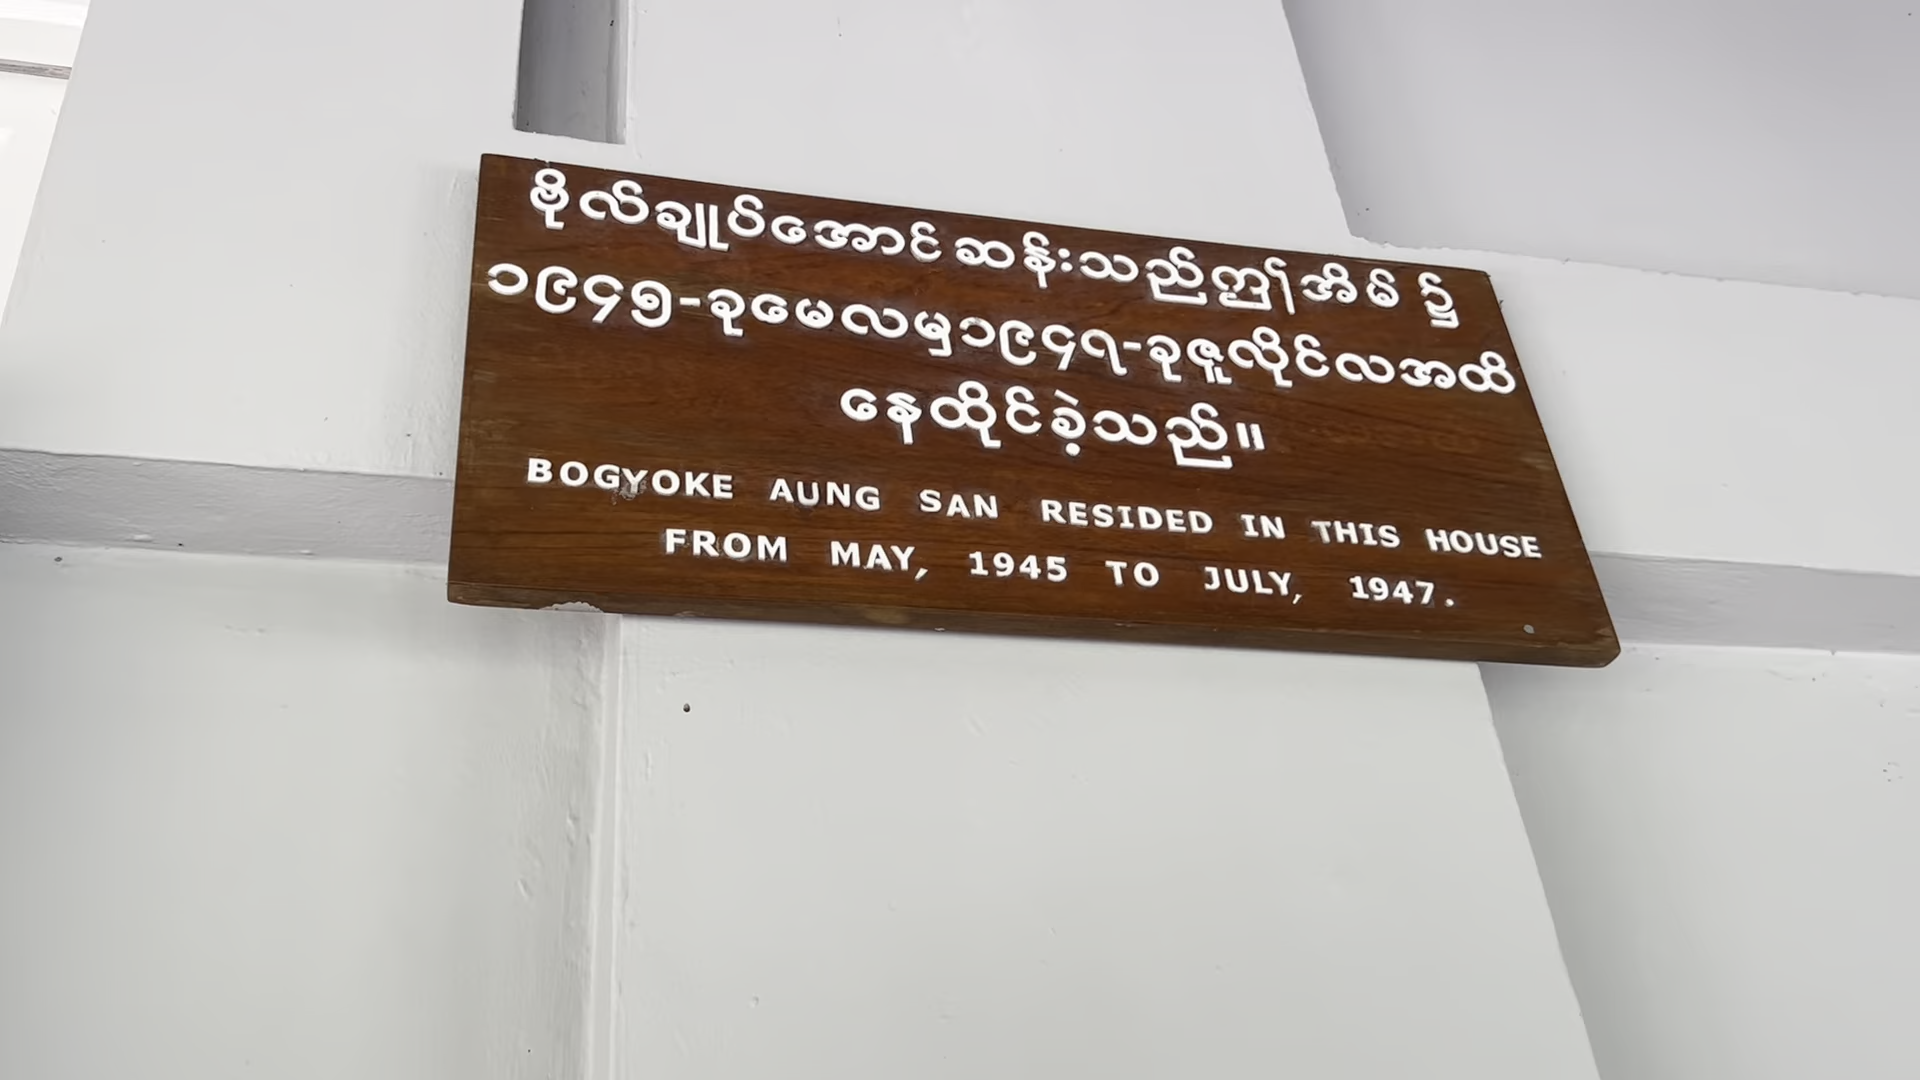 ဗိုလ်ချုပ်အောင်ဆန်းသည်ဤအိမ်၌
၁၉၄၅-ခုမေလမှ၁၉၄၇-ခုဇူလိုင်လအထိ
နေထိုင်ခဲ့သည်။
BOGYOKE AUNG SAN RESIDED IN THIS HOUSE
FROM MAY, 1945 TO JULY, 1947.